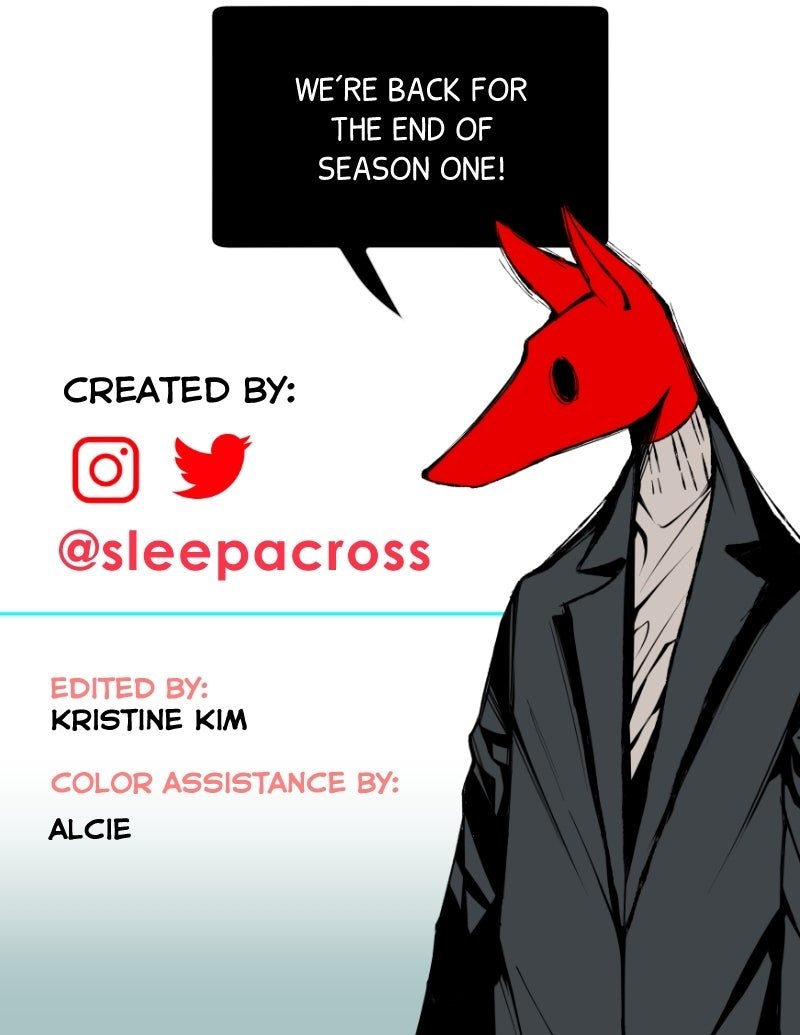 WE'RE BACK FOR
THE END OF
SEASON ONE!
CREATED BY:
@sleepacross
EDITED BY:
KRISTINE KIM
COLOR ASSISTANCE BY:
ALCIE